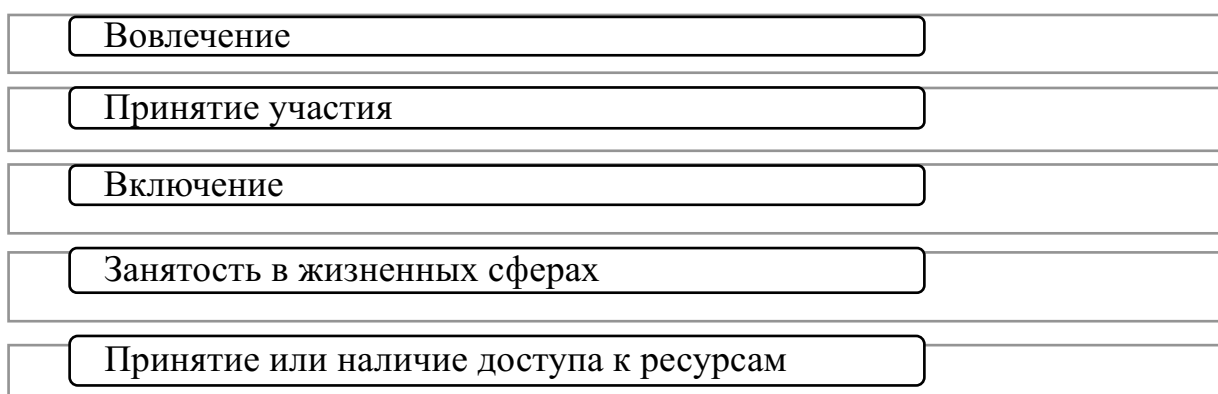 Вовлечение
Принятие участия
Включение
Занятость в жизненных сферах
Принятие или наличие доступа к ресурсам